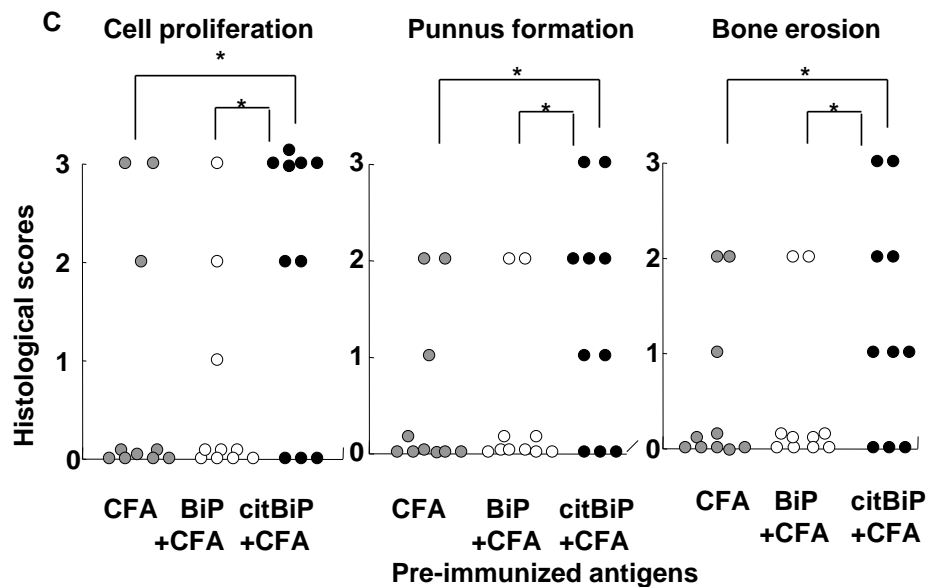 C
Cell proliferation
Punnus formation
Bone erosion
*
*
*
*
*
*
Histological scores
3
2
1
0
3
2
1
0
3
2
1
0
CFA
BiP
+CFA
citBiP
+CFA
CFA
BiP
+CFA
citBiP
+CFA
CFA
BiP
+CFA
citBiP
+CFA
Pre-immunized antigens